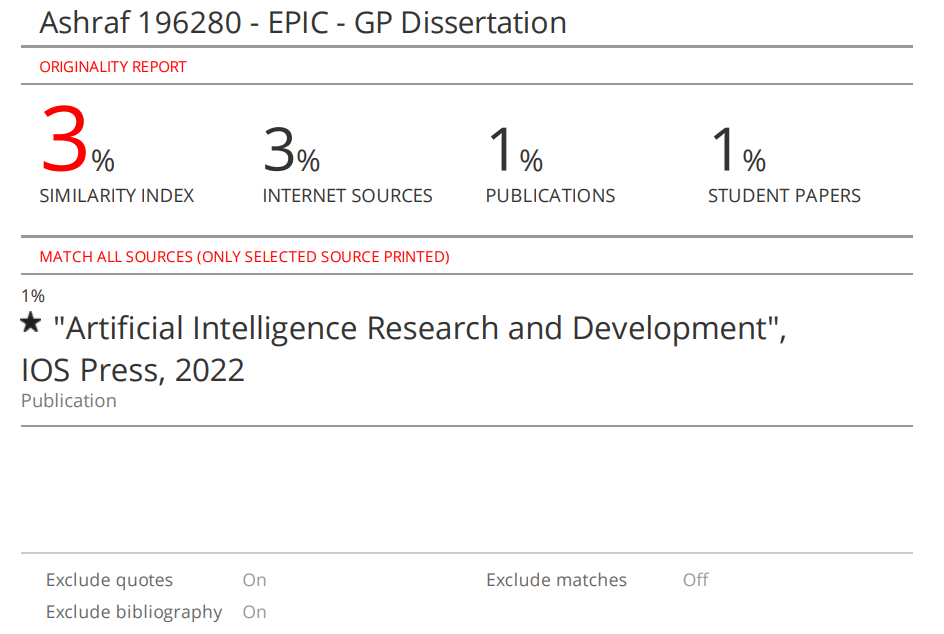 Ashraf 196280 - EPIC - GP Dissertation
ORIGINALITY REPORT
3% 3% 1% 1%
SIMILARITY INDEX INTERNET SOURCES PUBLICATIONS STUDENT PAPERS
MATCH ALL SOURCES (ONLY SELECTED SOURCE PRINTED)
1%
★ "Artificial Intelligence Research and Development",
IOS Press, 2022
Publication
Exclude quotes On Exclude matches Off
Exclude bibliography On